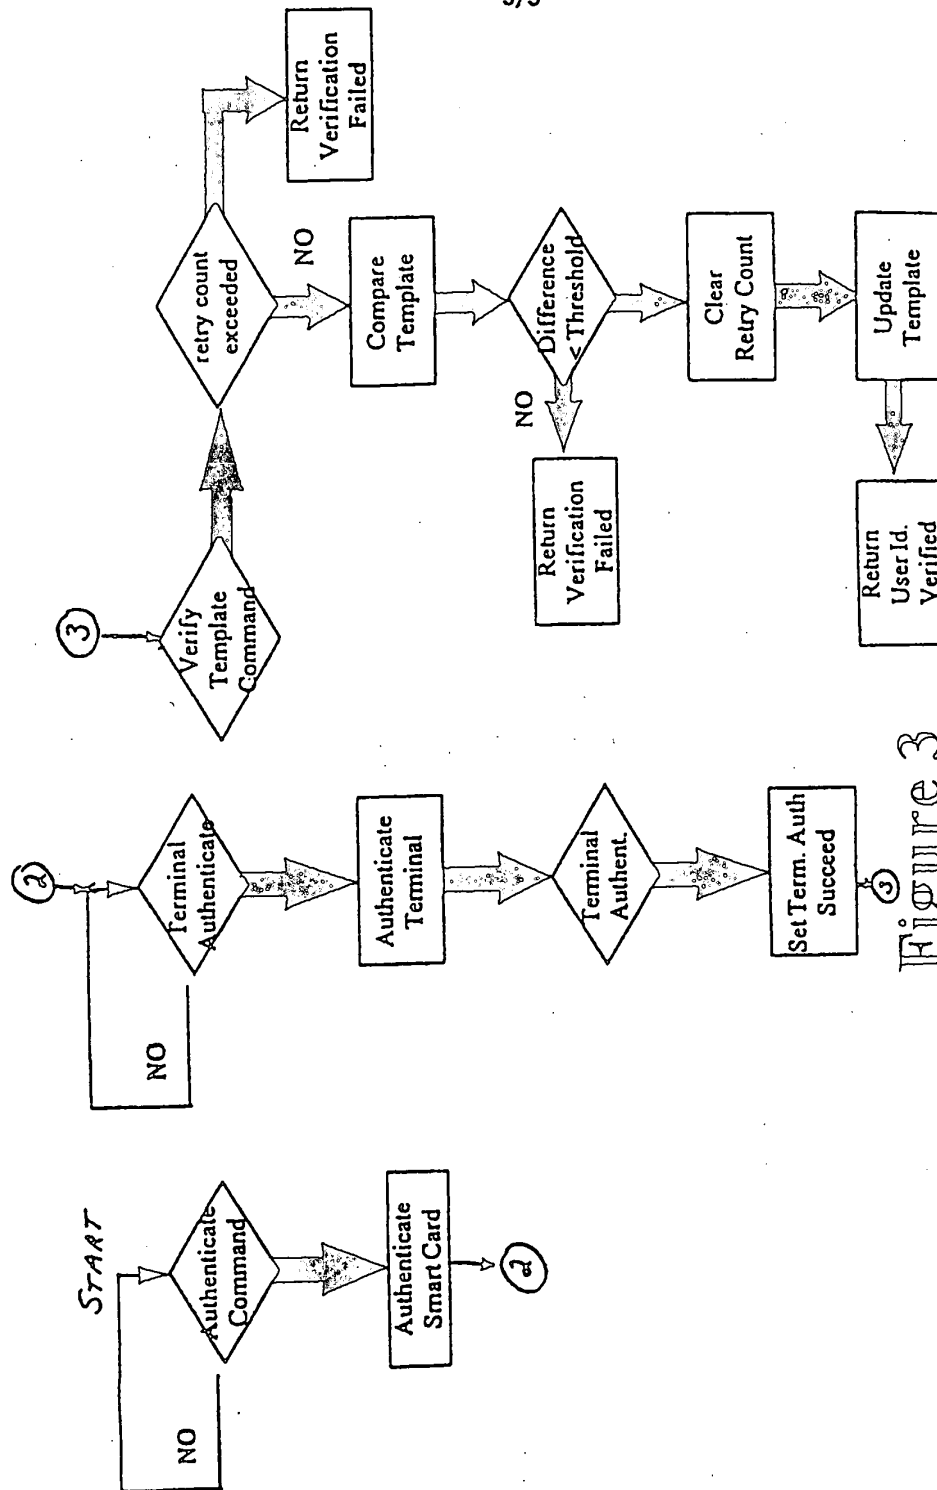 START
Authenticate
Command
NO
Authenticate
Smart Card
2
2
Terminal
Authenticate
NO
Authenticate
Terminal
Terminal
Authent.
Set Term. Auth
Succeed
3
3
Verify
Template
Command
retry count
exceeded
Return
Verification
Failed
NO
Compare
Template
Difference
< Threshold
NO
Return
Verification
Failed
Clear
Retry Count
Update
Template
Return
User Id.
Verified
Figure 3